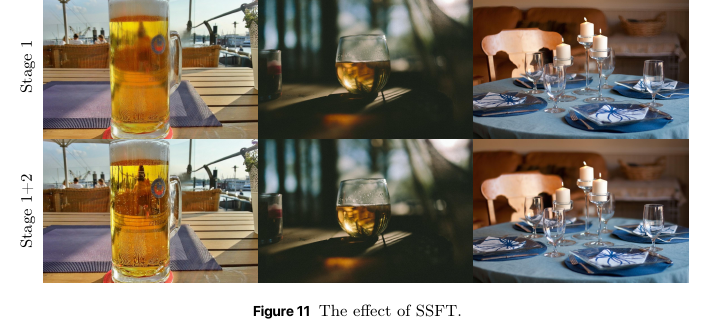 Stage 1
Stage 1+2
Figure 11 The effect of SSFT.